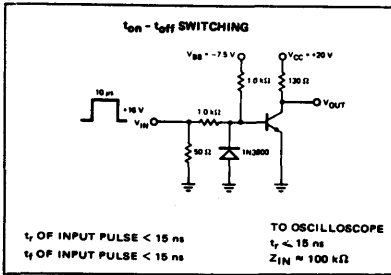 ton - toff SWITCHING
VBB = -7.5 V
VCC = +20 V
10 μs
1.0 kΩ
130 Ω
VOUT
+16 V
VIN
1.0 kΩ
50 Ω
tr OF INPUT PULSE < 15 ns
tf OF INPUT PULSE < 15 ns
TO OSCILLOSCOPE
tr < 15 ns
ZIN ≈ 100 kΩ